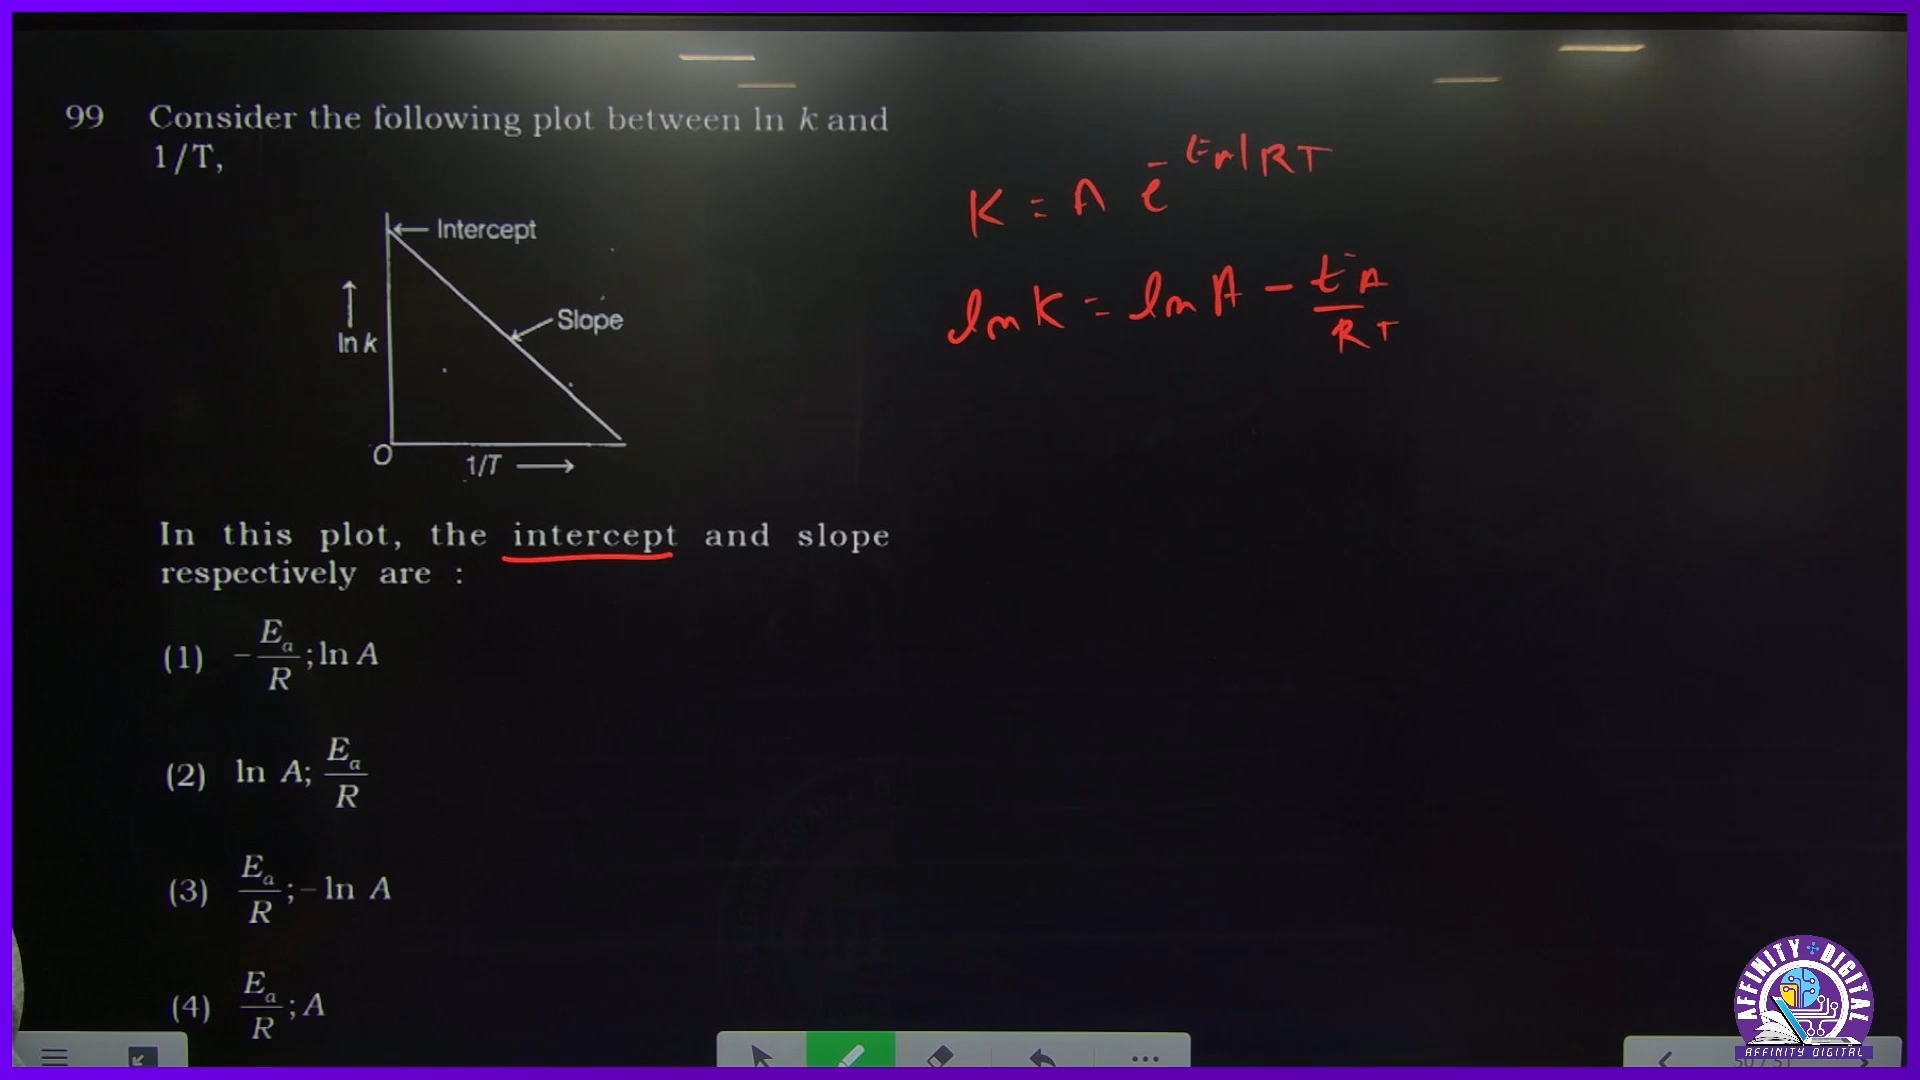 99 Consider the following plot between ln k and
1/T,
Intercept
Slope
ln k
O
1/T
In this plot, the intercept and slope
respectively are :
(1) -Ea/R ; ln A
(2) ln A; Ea/R
(3) Ea/R ; - ln A
(4) Ea/R ; A
K = A e^-EA/RT
ln K = ln A - EA/RT
AFFINITY DIGITAL
AFFINITY DIGITAL